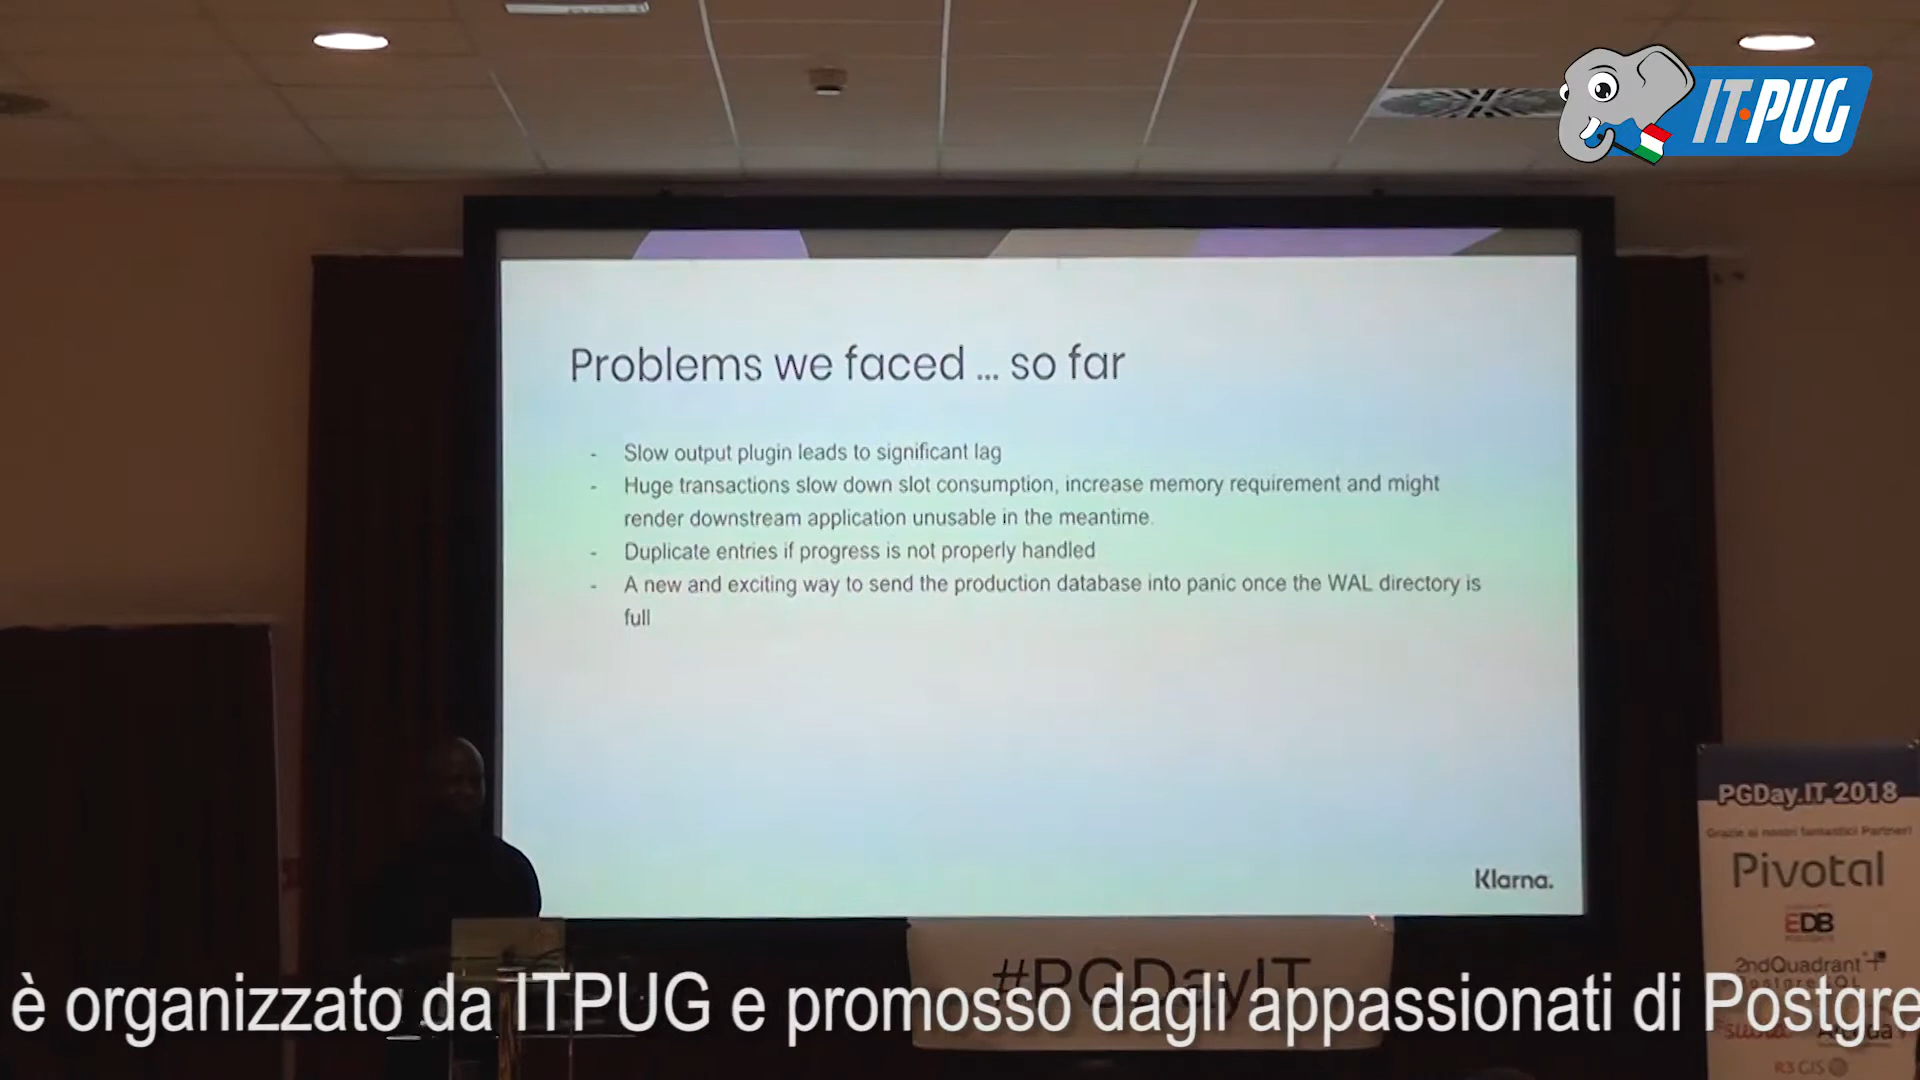 IT·PUG
Problems we faced ... so far
- Slow output plugin leads to significant lag
- Huge transactions slow down slot consumption, increase memory requirement and might
render downstream application unusable in the meantime.
- Duplicate entries if progress is not properly handled
- A new and exciting way to send the production database into panic once the WAL directory is
full
Klarna.
PGDay.IT 2018
Grazie ai nostri fantastici Partner!
Pivotal
EDB
2ndQuadrant
#PGDayIT
è organizzato da ITPUG e promosso dagli appassionati di Postgre
R3 GIS